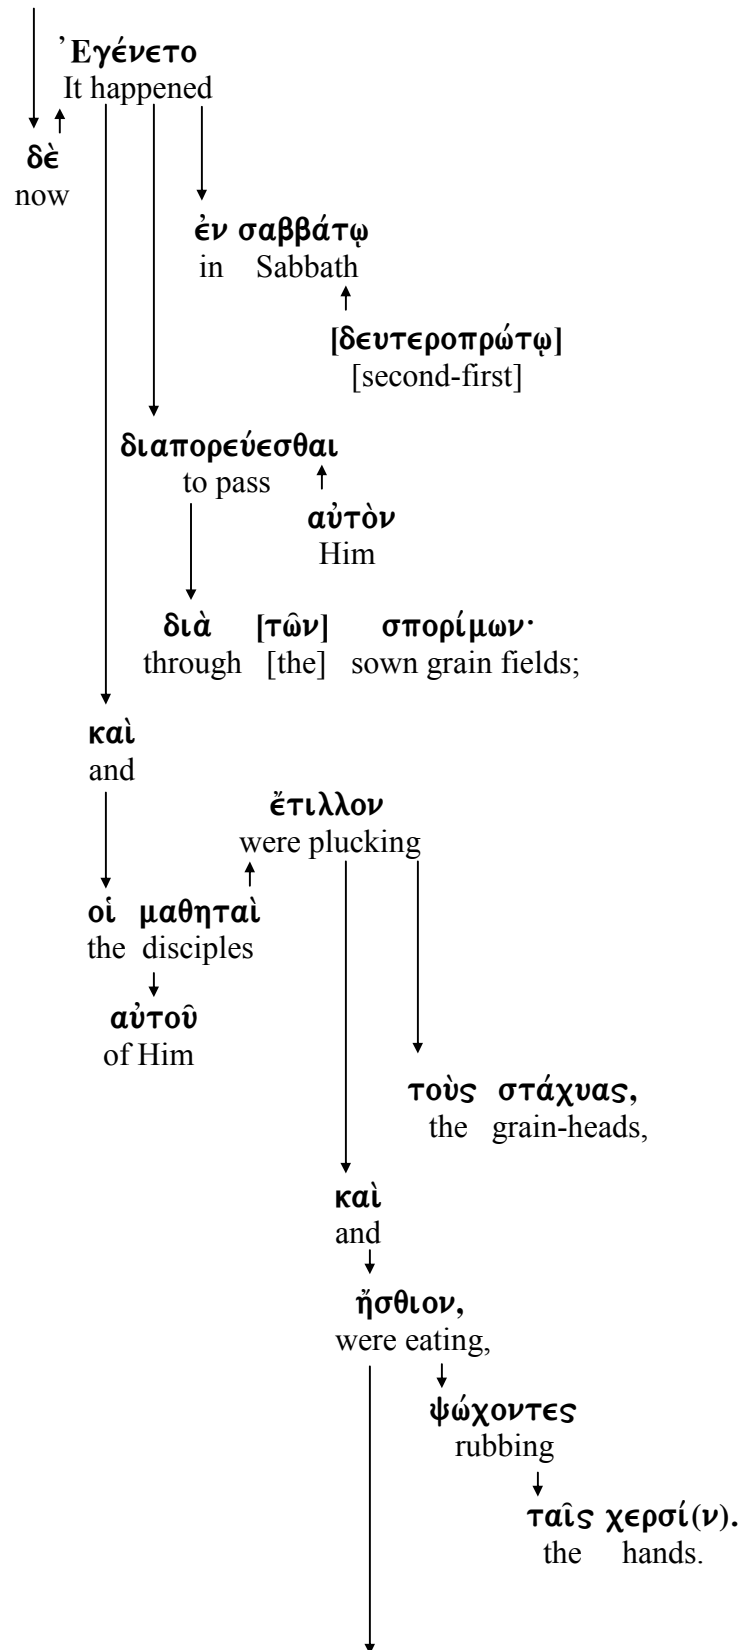 Ἐγένετο
It happened
δὲ
now
ἐν σαββάτῳ
in Sabbath
[δευτεροπρώτῳ]
[second-first]
διαπορεύεσθαι
to pass
αὐτὸν
Him
διὰ [τῶν] σπορίμων·
through [the] sown grain fields;
καὶ
and
ἔτιλλον
were plucking
οἱ μαθηταὶ
the disciples
αὐτοῦ
of Him
τοὺς στάχυας,
the grain-heads,
καὶ
and
ἤσθιον,
were eating,
ψώχοντες
rubbing
ταῖς χερσί(ν).
the hands.